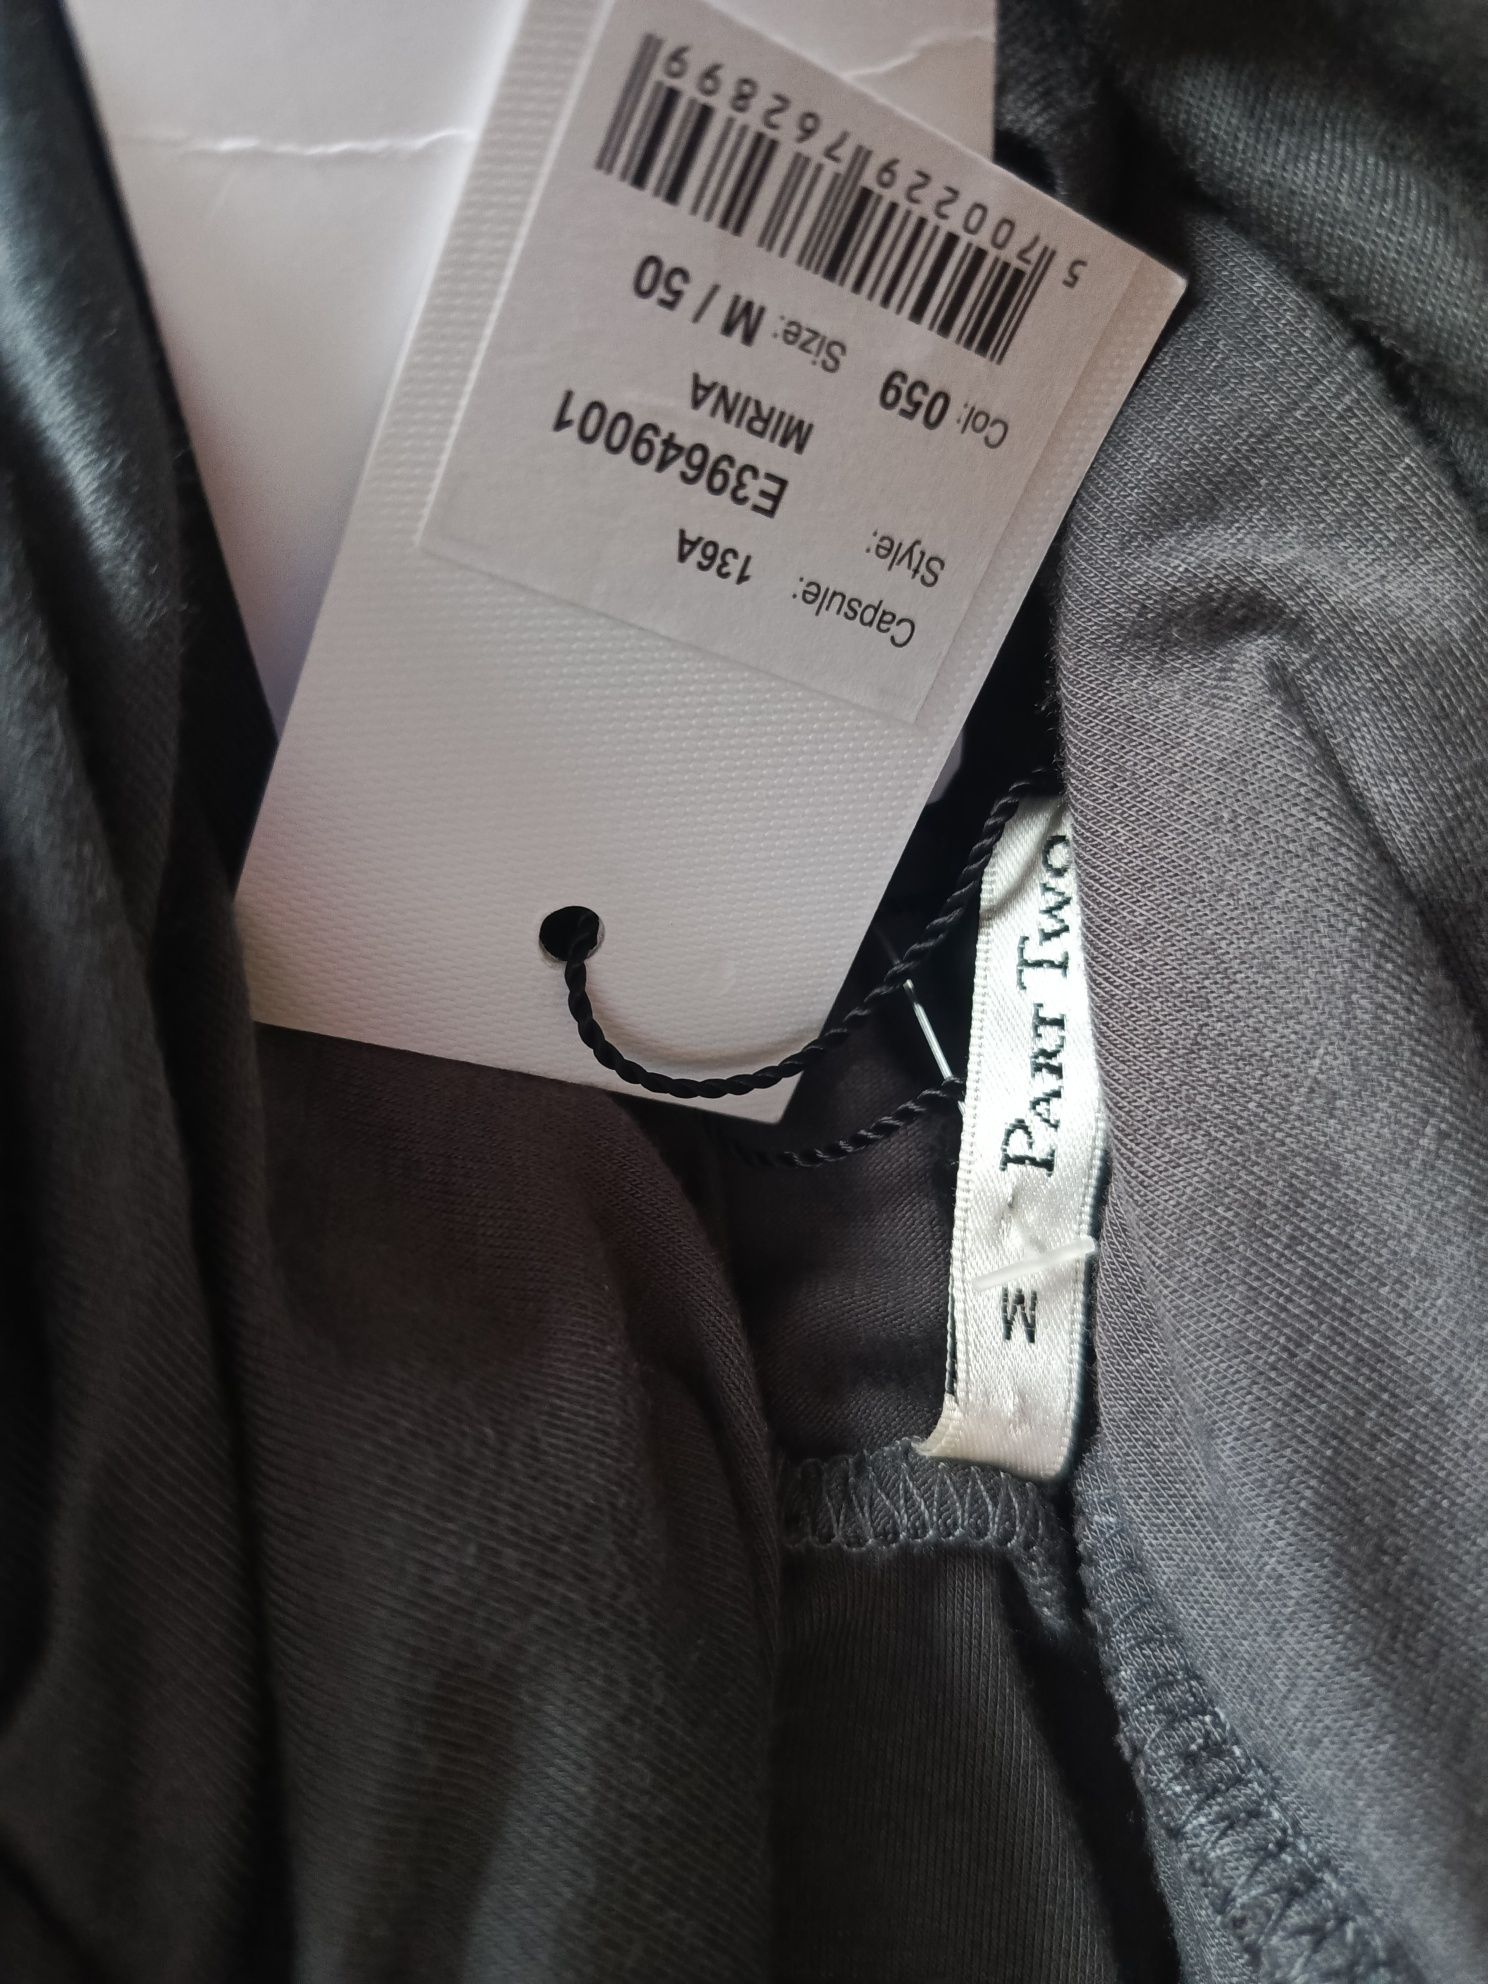 Capsule: 136A
Style: E39649001
MIRINA
Col: 059 Size: M / 50
5 700229 762899
PART TWO
M